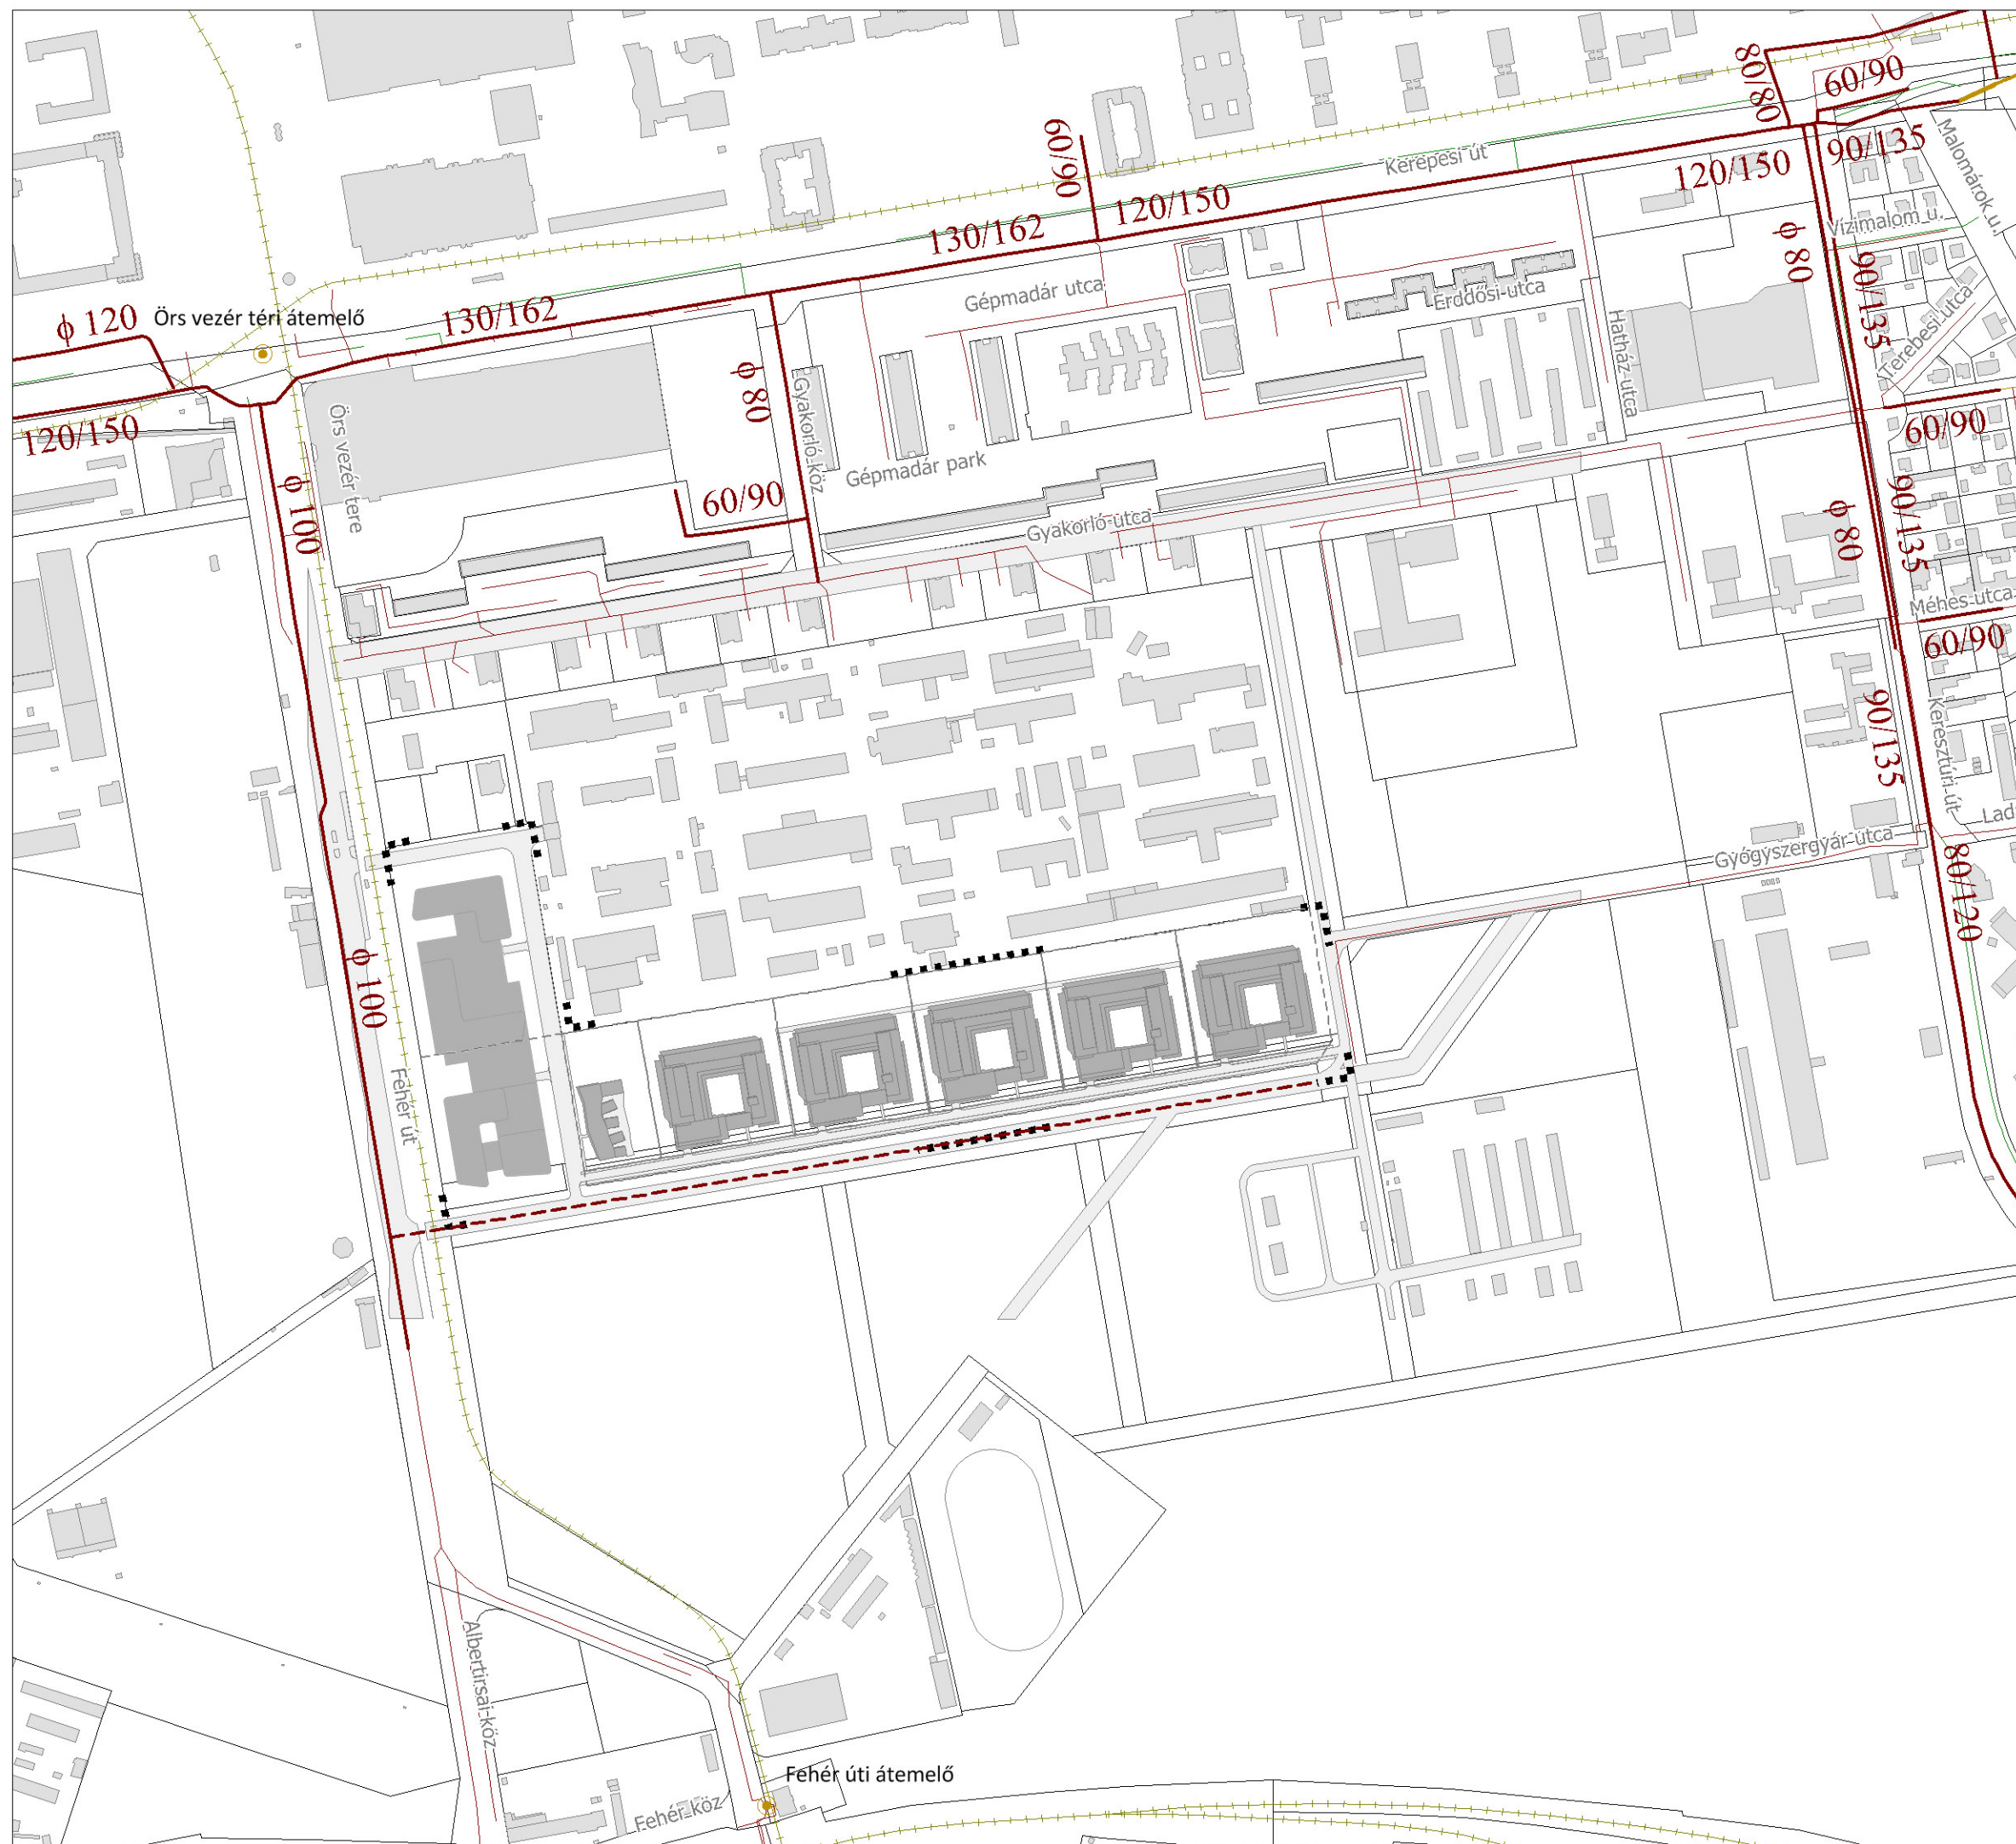 80/80
60/90
60/90
Kerepesi út
90/135
Malomárok u.
120/150
120/150
130/162
Vízimalom u.
ϕ 80
90/135
Gépmadár utca
Erdősi utca
Hatház utca
Terebesi utca
ϕ 120
Örs vezér téri átemelő
130/162
ϕ 80
Gyakorló köz
120/150
Örs vezér tere
60/90
Gépmadár park
ϕ 100
60/90
Gyakorló utca
ϕ 80
90/135
Méhes utca
60/90
90/135
Keresztúri út
Lad
Gyógyszergyár utca
80/120
ϕ 100
Fehér út
Albertirsai köz
Fehér úti átemelő
Fehér köz